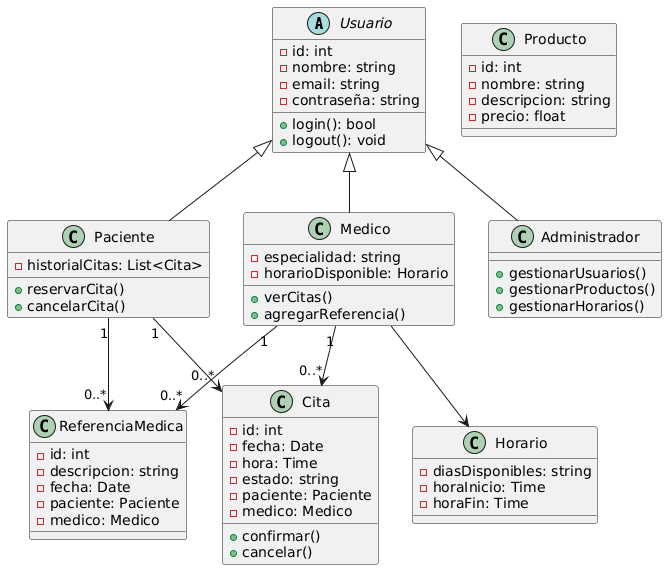 A Usuario
id: int
nombre: string
email: string
contraseña: string
login(): bool
logout(): void
C Producto
id: int
nombre: string
descripcion: string
precio: float
C Paciente
historialCitas: List<Cita>
reservarCita()
cancelarCita()
C Medico
especialidad: string
horarioDisponible: Horario
verCitas()
agregarReferencia()
C Administrador
gestionarUsuarios()
gestionarProductos()
gestionarHorarios()
1
1
1
1
0..*
0..*
0..*
0..*
C ReferenciaMedica
id: int
descripcion: string
fecha: Date
paciente: Paciente
medico: Medico
C Cita
id: int
fecha: Date
hora: Time
estado: string
paciente: Paciente
medico: Medico
confirmar()
cancelar()
C Horario
diasDisponibles: string
horaInicio: Time
horaFin: Time